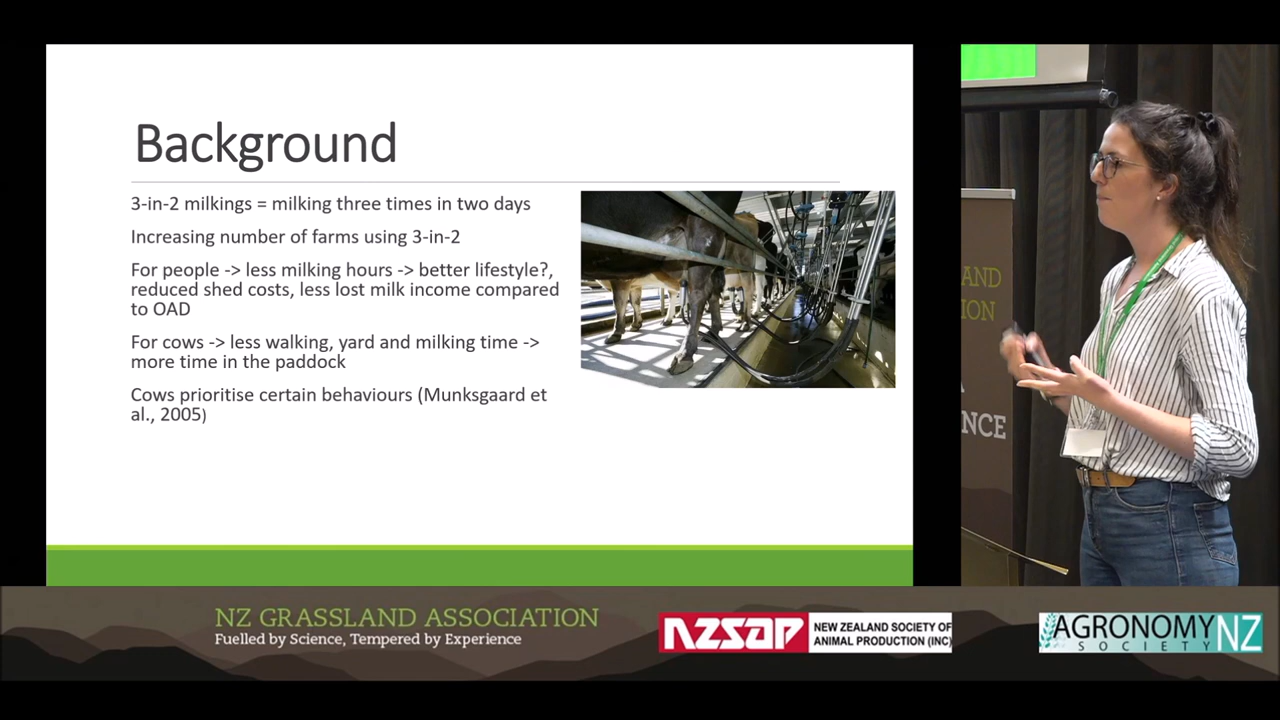 Background
3-in-2 milkings = milking three times in two days
Increasing number of farms using 3-in-2
For people -> less milking hours -> better lifestyle?,
reduced shed costs, less lost milk income compared
to OAD
For cows -> less walking, yard and milking time ->
more time in the paddock
Cows prioritise certain behaviours (Munksgaard et
al., 2005)
AND
ION
A
NCE
NZ GRASSLAND ASSOCIATION
Fuelled by Science, Tempered by Experience
NZSAP
NEW ZEALAND SOCIETY OF
ANIMAL PRODUCTION (INC)
AGRONOMY NZ
SOCIETY